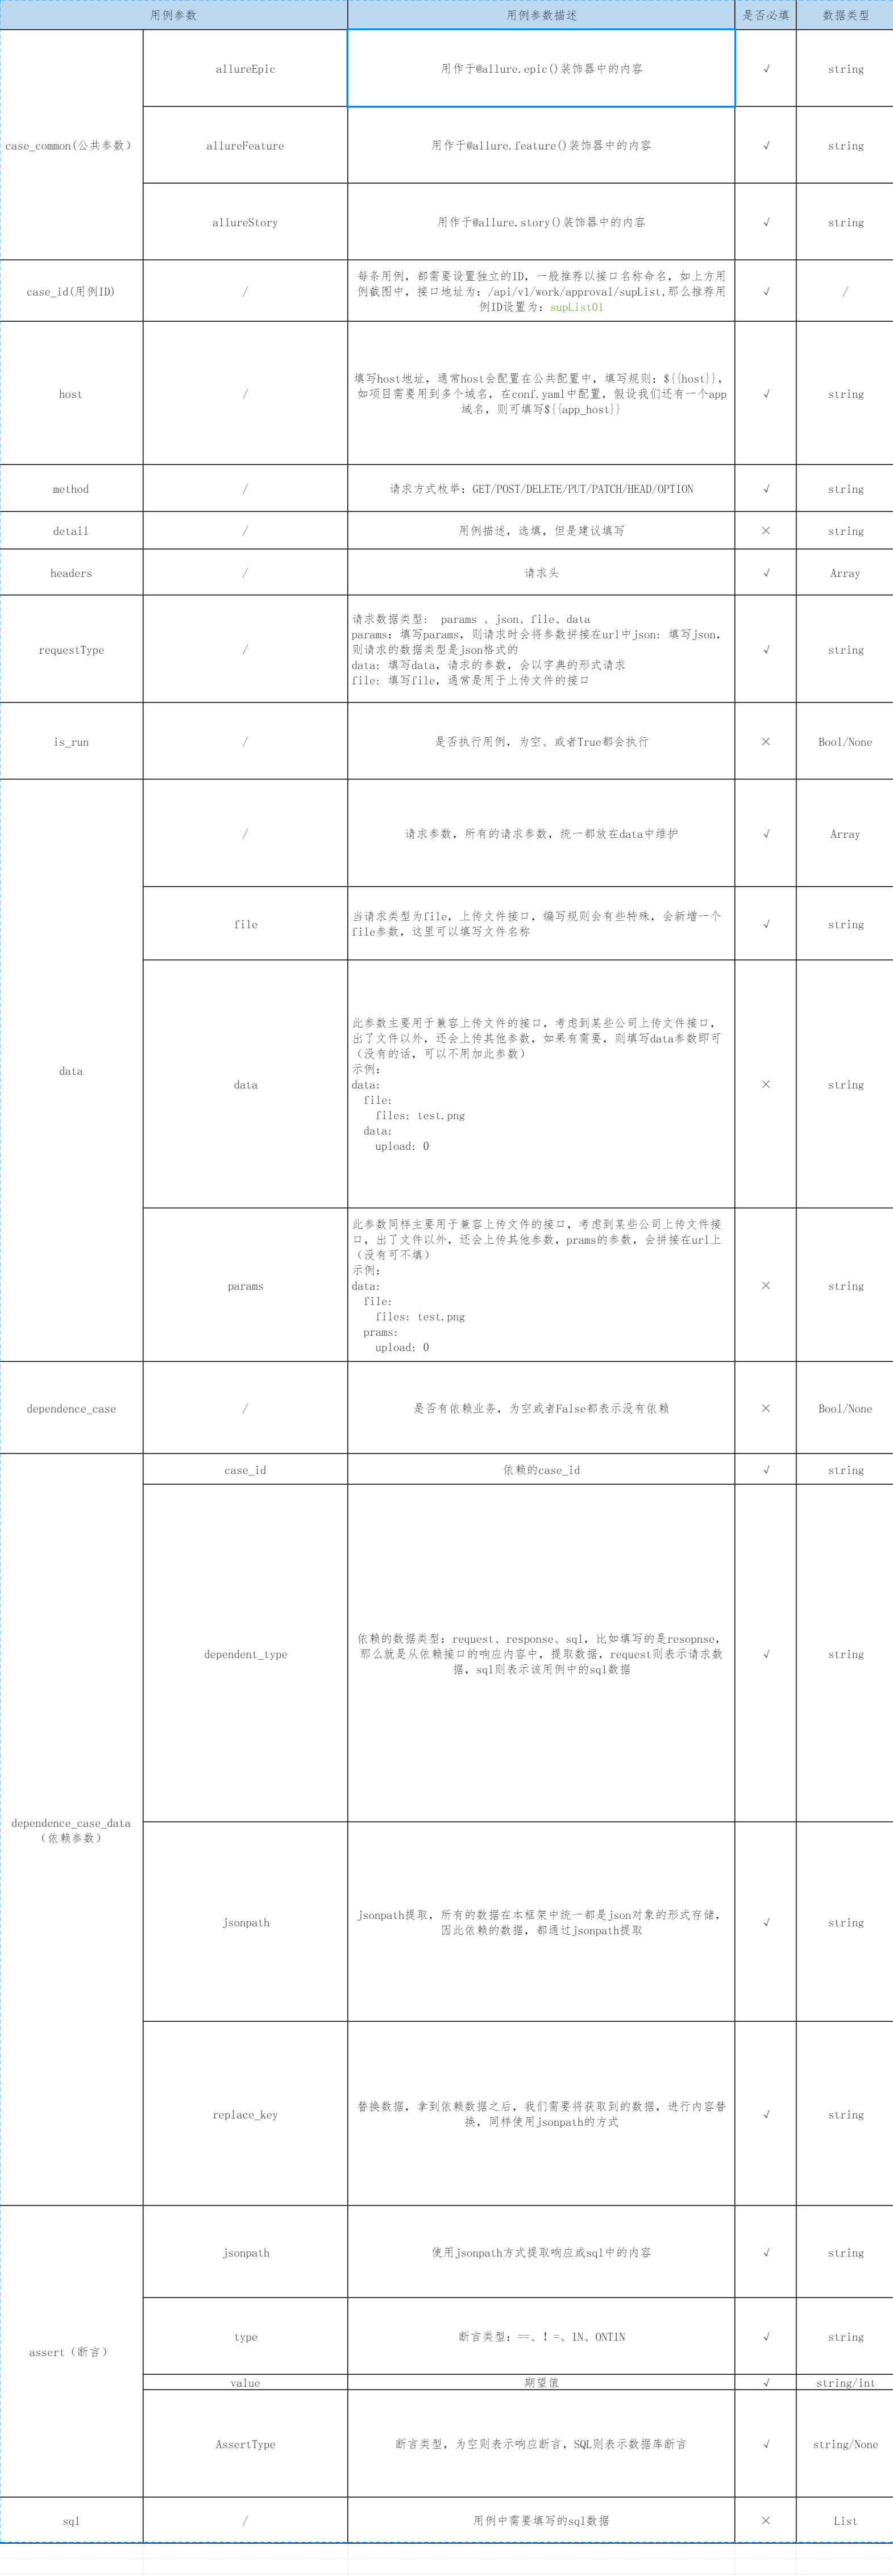 用例参数 用例参数描述 是否必填 数据类型
case_common(公共参数)
allureEpic 用作于@allure.epic()装饰器中的内容 √ string
allureFeature 用作于@allure.feature()装饰器中的内容 √ string
allureStory 用作于@allure.story()装饰器中的内容 √ string
case_id(用例ID) /
每条用例，都需要设置独立的ID，一般推荐以接口名称命名，如上方用
例截图中，接口地址为：/api/v1/work/approval/supList,那么推荐用
例ID设置为：supList01
√ /
host /
填写host地址，通常host会配置在公共配置中，填写规则：${{host}}，
如项目需要用到多个域名，在conf.yaml中配置，假设我们还有一个app
域名，则可填写${{app_host}}
√ string
method / 请求方式枚举：GET/POST/DELETE/PUT/PATCH/HEAD/OPTION √ string
detail / 用例描述，选填，但是建议填写 × string
headers / 请求头 √ Array
requestType /
请求数据类型： params 、json、file、data
params：填写params，则请求时会将参数拼接在url中json: 填写json，
则请求的数据类型是json格式的
data: 填写data，请求的参数，会以字典的形式请求
file: 填写file，通常是用于上传文件的接口
√ string
is_run / 是否执行用例，为空、或者True都会执行 × Bool/None
data
/ 请求参数，所有的请求参数，统一都放在data中维护 √ Array
file
当请求类型为file，上传文件接口，编写规则会有些特殊，会新增一个
file参数，这里可以填写文件名称
√ string
data
此参数主要用于兼容上传文件的接口，考虑到某些公司上传文件接口，
出了文件以外，还会上传其他参数，如果有需要，则填写data参数即可
（没有的话，可以不用加此参数）
示例：
data:
file:
files: test.png
data:
upload: 0
× string
params
此参数同样主要用于兼容上传文件的接口，考虑到某些公司上传文件接
口，出了文件以外，还会上传其他参数，prams的参数，会拼接在url上
（没有可不填）
示例：
data:
file:
files: test.png
prams:
upload: 0
× string
dependence_case / 是否有依赖业务，为空或者False都表示没有依赖 × Bool/None
dependence_case_data
（依赖参数）
case_id 依赖的case_id √ string
dependent_type
依赖的数据类型：request、response、sql，比如填写的是resopnse，
那么就是从依赖接口的响应内容中，提取数据，request则表示请求数
据，sql则表示该用例中的sql数据
√ string
jsonpath
jsonpath提取，所有的数据在本框架中统一都是json对象的形式存储，
因此依赖的数据，都通过jsonpath提取
√ string
replace_key
替换数据，拿到依赖数据之后，我们需要将获取到的数据，进行内容替
换，同样使用jsonpath的方式
√ string
assert（断言）
jsonpath 使用jsonpath方式提取响应或sql中的内容 √ string
type 断言类型：==、！=、IN、ONTIN √ string
value 期望值 √ string/int
AssertType 断言类型，为空则表示响应断言，SQL则表示数据库断言 √ string/None
sql / 用例中需要填写的sql数据 × List